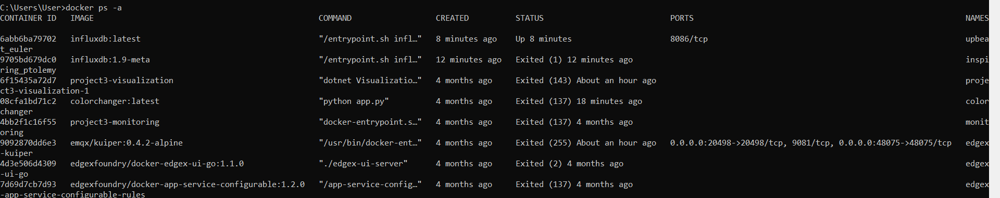 C:\Users\User>docker ps -a
CONTAINER ID   IMAGE                                                COMMAND                  CREATED          STATUS                           PORTS                                                          NAMES
6abb6ba79702   influxdb:latest                                      "/entrypoint.sh infl…"   8 minutes ago    Up 8 minutes                     8086/tcp                                                       upbea
t_euler
9705bd679dc0   influxdb:1.9-meta                                    "/entrypoint.sh infl…"   12 minutes ago   Exited (1) 12 minutes ago                                                                       inspi
ring_ptolemy
6f15435a72d7   project3-visualization                               "dotnet Visualizatio…"   4 months ago     Exited (143) About an hour ago                                                                  proje
ct3-visualization-1
08cfa1bd71c2   colorchanger:latest                                  "python app.py"          4 months ago     Exited (137) 18 minutes ago                                                                     color
changer
4bb2f1c16f55   project3-monitoring                                  "docker-entrypoint.s…"   4 months ago     Exited (137) 4 months ago                                                                       monit
oring
9092870dd6e3   emqx/kuiper:0.4.2-alpine                             "/usr/bin/docker-ent…"   4 months ago     Exited (255) About an hour ago   0.0.0.0:20498->20498/tcp, 9081/tcp, 0.0.0.0:48075->48075/tcp   edgex
-kuiper
4d3e506d4309   edgexfoundry/docker-edgex-ui-go:1.1.0                "./edgex-ui-server"      4 months ago     Exited (2) 4 months ago                                                                         edgex
-ui-go
7d69d7cb7d93   edgexfoundry/docker-app-service-configurable:1.2.0   "/app-service-config…"   4 months ago     Exited (137) 4 months ago                                                                       edgex
-app-service-configurable-rules